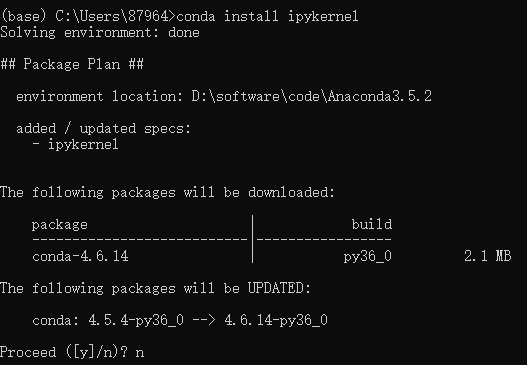 (base) C:\Users\87964>conda install ipykernel
Solving environment: done
## Package Plan ##
environment location: D:\software\code\Anaconda3.5.2
added / updated specs:
- ipykernel
The following packages will be downloaded:
package | build
---------------------------|-----------------
conda-4.6.14 | py36_0 2.1 MB
The following packages will be UPDATED:
conda: 4.5.4-py36_0 --> 4.6.14-py36_0
Proceed ([y]/n)? n